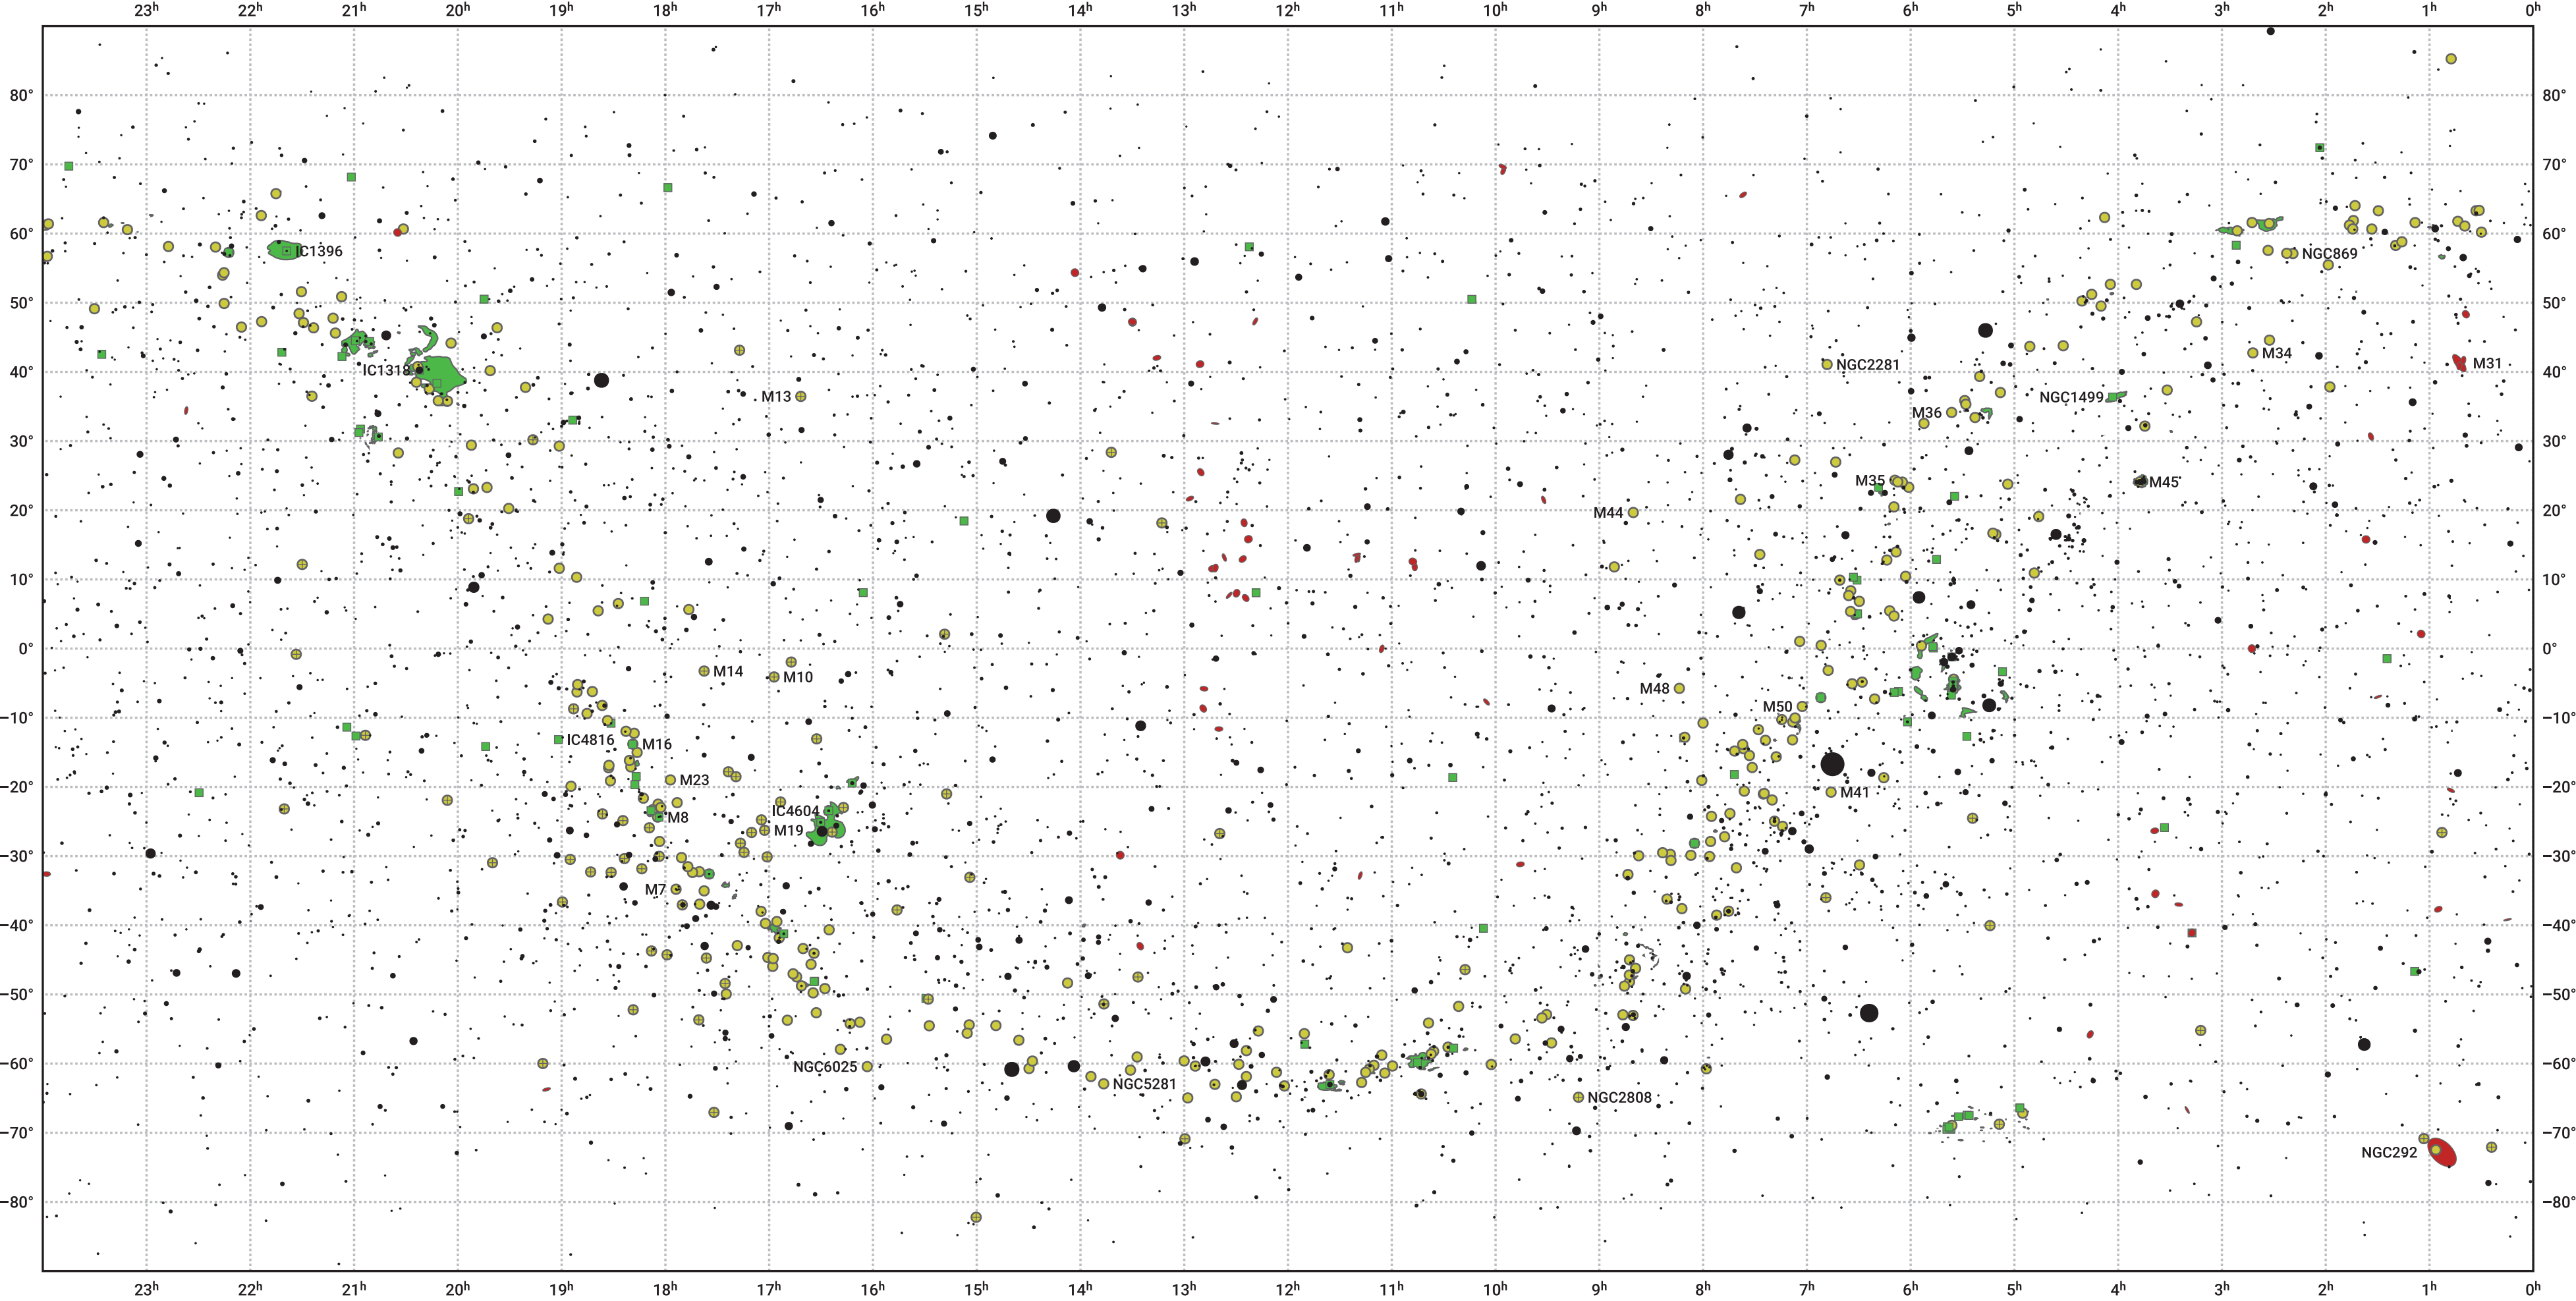 23ʰ 22ʰ 21ʰ 20ʰ 19ʰ 18ʰ 17ʰ 16ʰ 15ʰ 14ʰ 13ʰ 12ʰ 11ʰ 10ʰ 9ʰ 8ʰ 7ʰ 6ʰ 5ʰ 4ʰ 3ʰ 2ʰ 1ʰ 0ʰ
80° 80°
70° 70°
60° 60°
IC1396 NGC869
50° 50°
M34
NGC2281 M31
40° IC1318 40°
M13 NGC1499
M36
30° 30°
M35 M45
20° M44 20°
10° 10°
0° 0°
M14 M10
M48
M50
−10° −10°
IC4816 M16
M23
−20° −20°
M41
IC4604
M8
M19
−30° −30°
M7
−40° −40°
−50° −50°
−60° NGC6025 −60°
NGC5281
NGC2808
−70° −70°
NGC292
−80° −80°
23ʰ 22ʰ 21ʰ 20ʰ 19ʰ 18ʰ 17ʰ 16ʰ 15ʰ 14ʰ 13ʰ 12ʰ 11ʰ 10ʰ 9ʰ 8ʰ 7ʰ 6ʰ 5ʰ 4ʰ 3ʰ 2ʰ 1ʰ 0ʰ